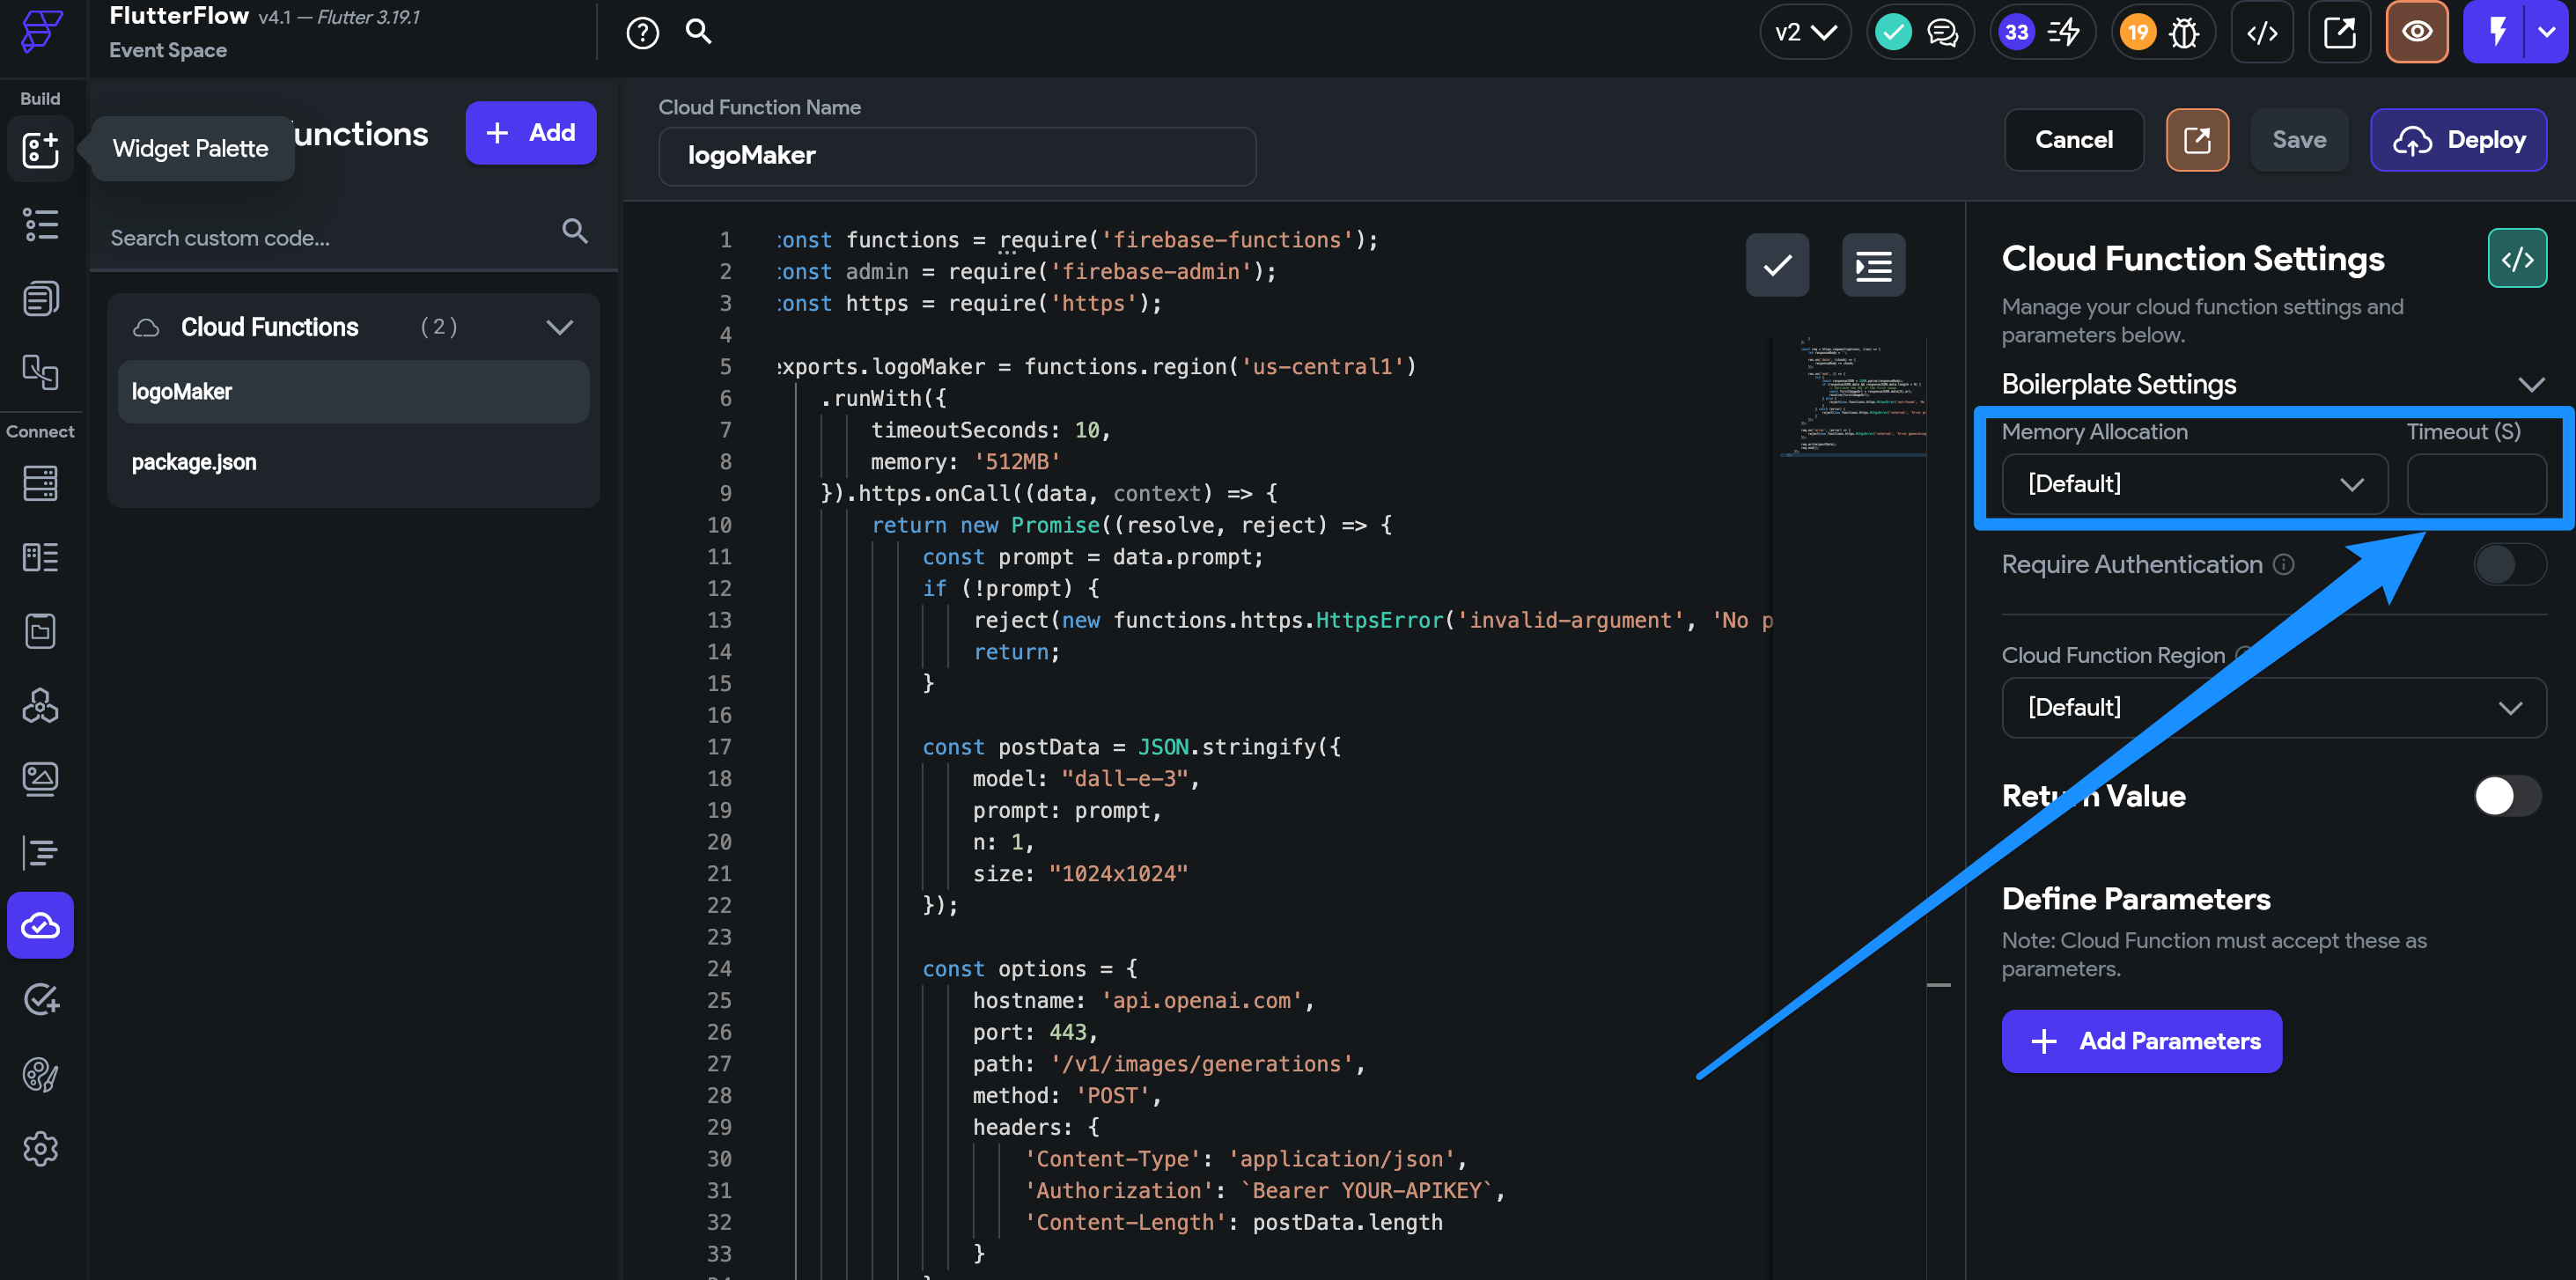 FlutterFlow v4.1 — Flutter 3.19.1
Event Space
v2
33
19
Build
Widget Palette
unctions
+ Add
Search custom code...
Cloud Functions (2)
logoMaker
package.json
Connect
Cloud Function Name
logoMaker
Cancel
Save
Deploy
1 const functions = require('firebase-functions');
2 const admin = require('firebase-admin');
3 const https = require('https');
4
5 exports.logoMaker = functions.region('us-central1')
6 .runWith({
7 timeoutSeconds: 10,
8 memory: '512MB'
9 }).https.onCall((data, context) => {
10 return new Promise((resolve, reject) => {
11 const prompt = data.prompt;
12 if (!prompt) {
13 reject(new functions.https.HttpsError('invalid-argument', 'No p
14 return;
15 }
16
17 const postData = JSON.stringify({
18 model: "dall-e-3",
19 prompt: prompt,
20 n: 1,
21 size: "1024x1024"
22 });
23
24 const options = {
25 hostname: 'api.openai.com',
26 port: 443,
27 path: '/v1/images/generations',
28 method: 'POST',
29 headers: {
30 'Content-Type': 'application/json',
31 'Authorization': `Bearer YOUR-APIKEY`,
32 'Content-Length': postData.length
33 }
Cloud Function Settings
Manage your cloud function settings and
parameters below.
Boilerplate Settings
Memory Allocation Timeout (S)
[Default]
Require Authentication
Cloud Function Region
[Default]
Return Value
Define Parameters
Note: Cloud Function must accept these as
parameters.
+ Add Parameters